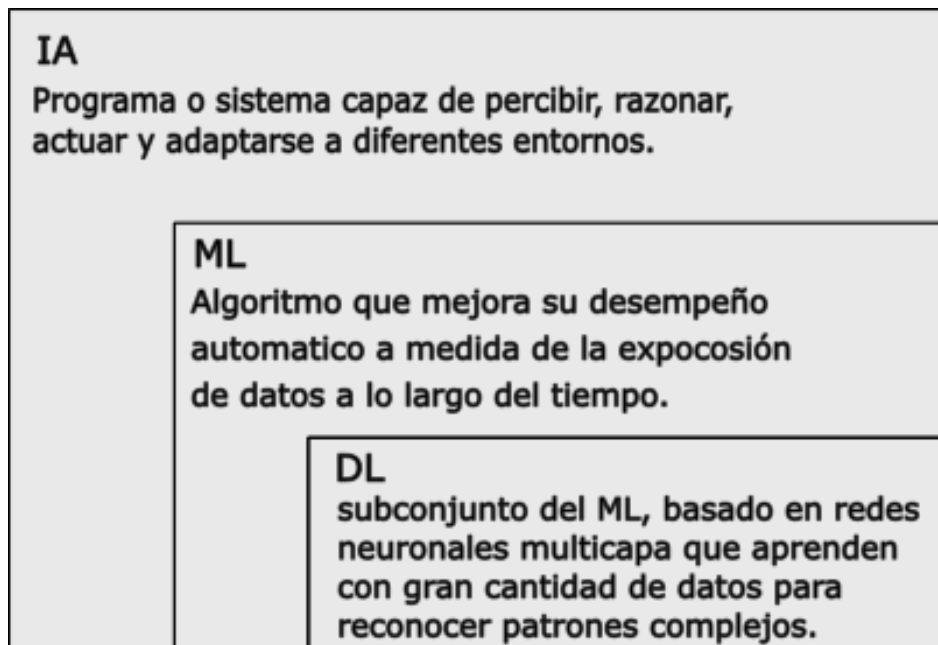 IA
Programa o sistema capaz de percibir, razonar,
actuar y adaptarse a diferentes entornos.
ML
Algoritmo que mejora su desempeño
automatico a medida de la expocosión
de datos a lo largo del tiempo.
DL
subconjunto del ML, basado en redes
neuronales multicapa que aprenden
con gran cantidad de datos para
reconocer patrones complejos.